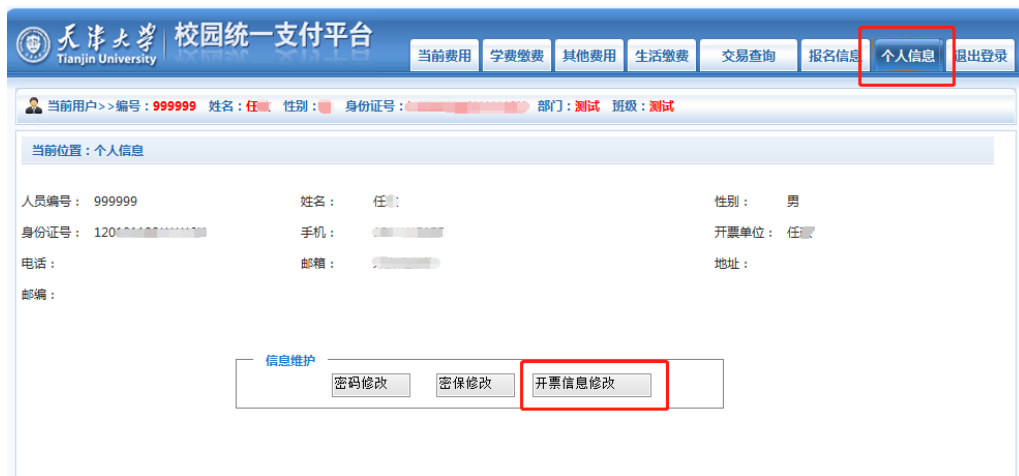 天津大学 校园统一支付平台
Tianjin University
当前费用 学费缴费 其他费用 生活缴费 交易查询 报名信息 个人信息 退出登录
当前用户>>编号：999999 姓名：任 性别： 身份证号： 部门：测试 班级：测试
当前位置：个人信息
人员编号： 999999 姓名： 任 性别： 男
身份证号： 120 手机： 开票单位： 任
电话： 邮箱： 地址：
邮编：
信息维护
密码修改 密保修改 开票信息修改